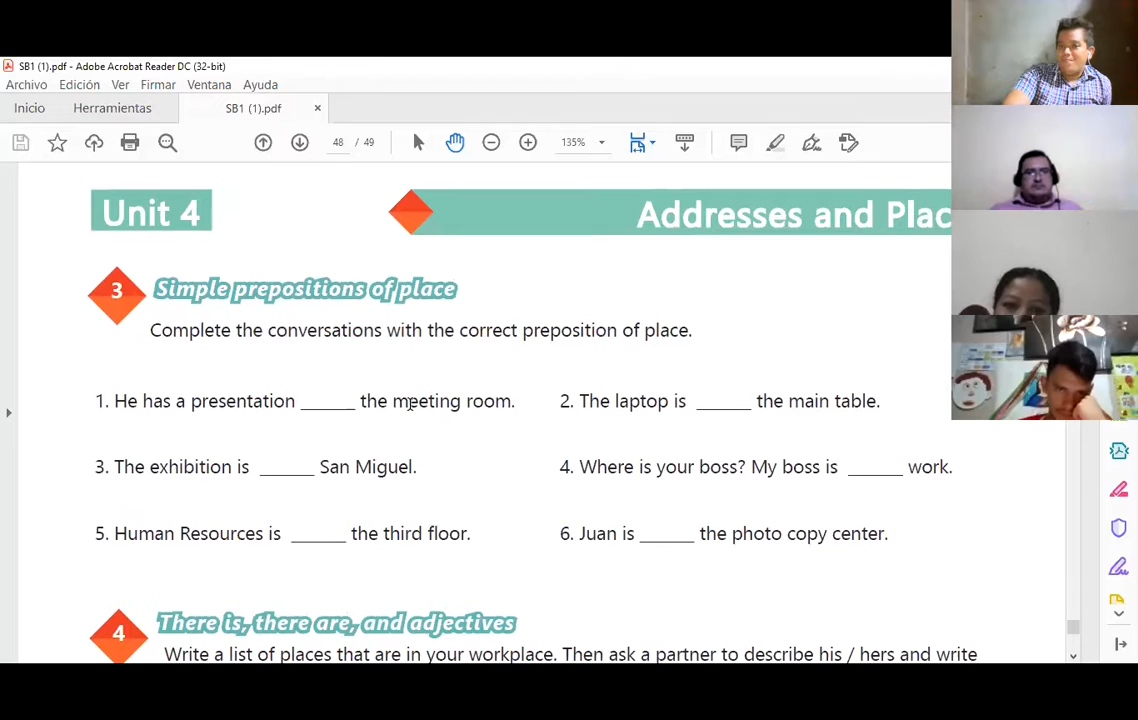 SB1 (1).pdf - Adobe Acrobat Reader DC (32-bit)
Archivo Edición Ver Firmar Ventana Ayuda
Inicio Herramientas SB1 (1).pdf ×
48 / 49 135%
Unit 4 Addresses and Plac
3 Simple prepositions of place
Complete the conversations with the correct preposition of place.
1. He has a presentation ______ the meeting room. 2. The laptop is ______ the main table.
3. The exhibition is ______ San Miguel. 4. Where is your boss? My boss is ______ work.
5. Human Resources is ______ the third floor. 6. Juan is ______ the photo copy center.
4 There is, there are, and adjectives
Write a list of places that are in your workplace. Then ask a partner to describe his / hers and write